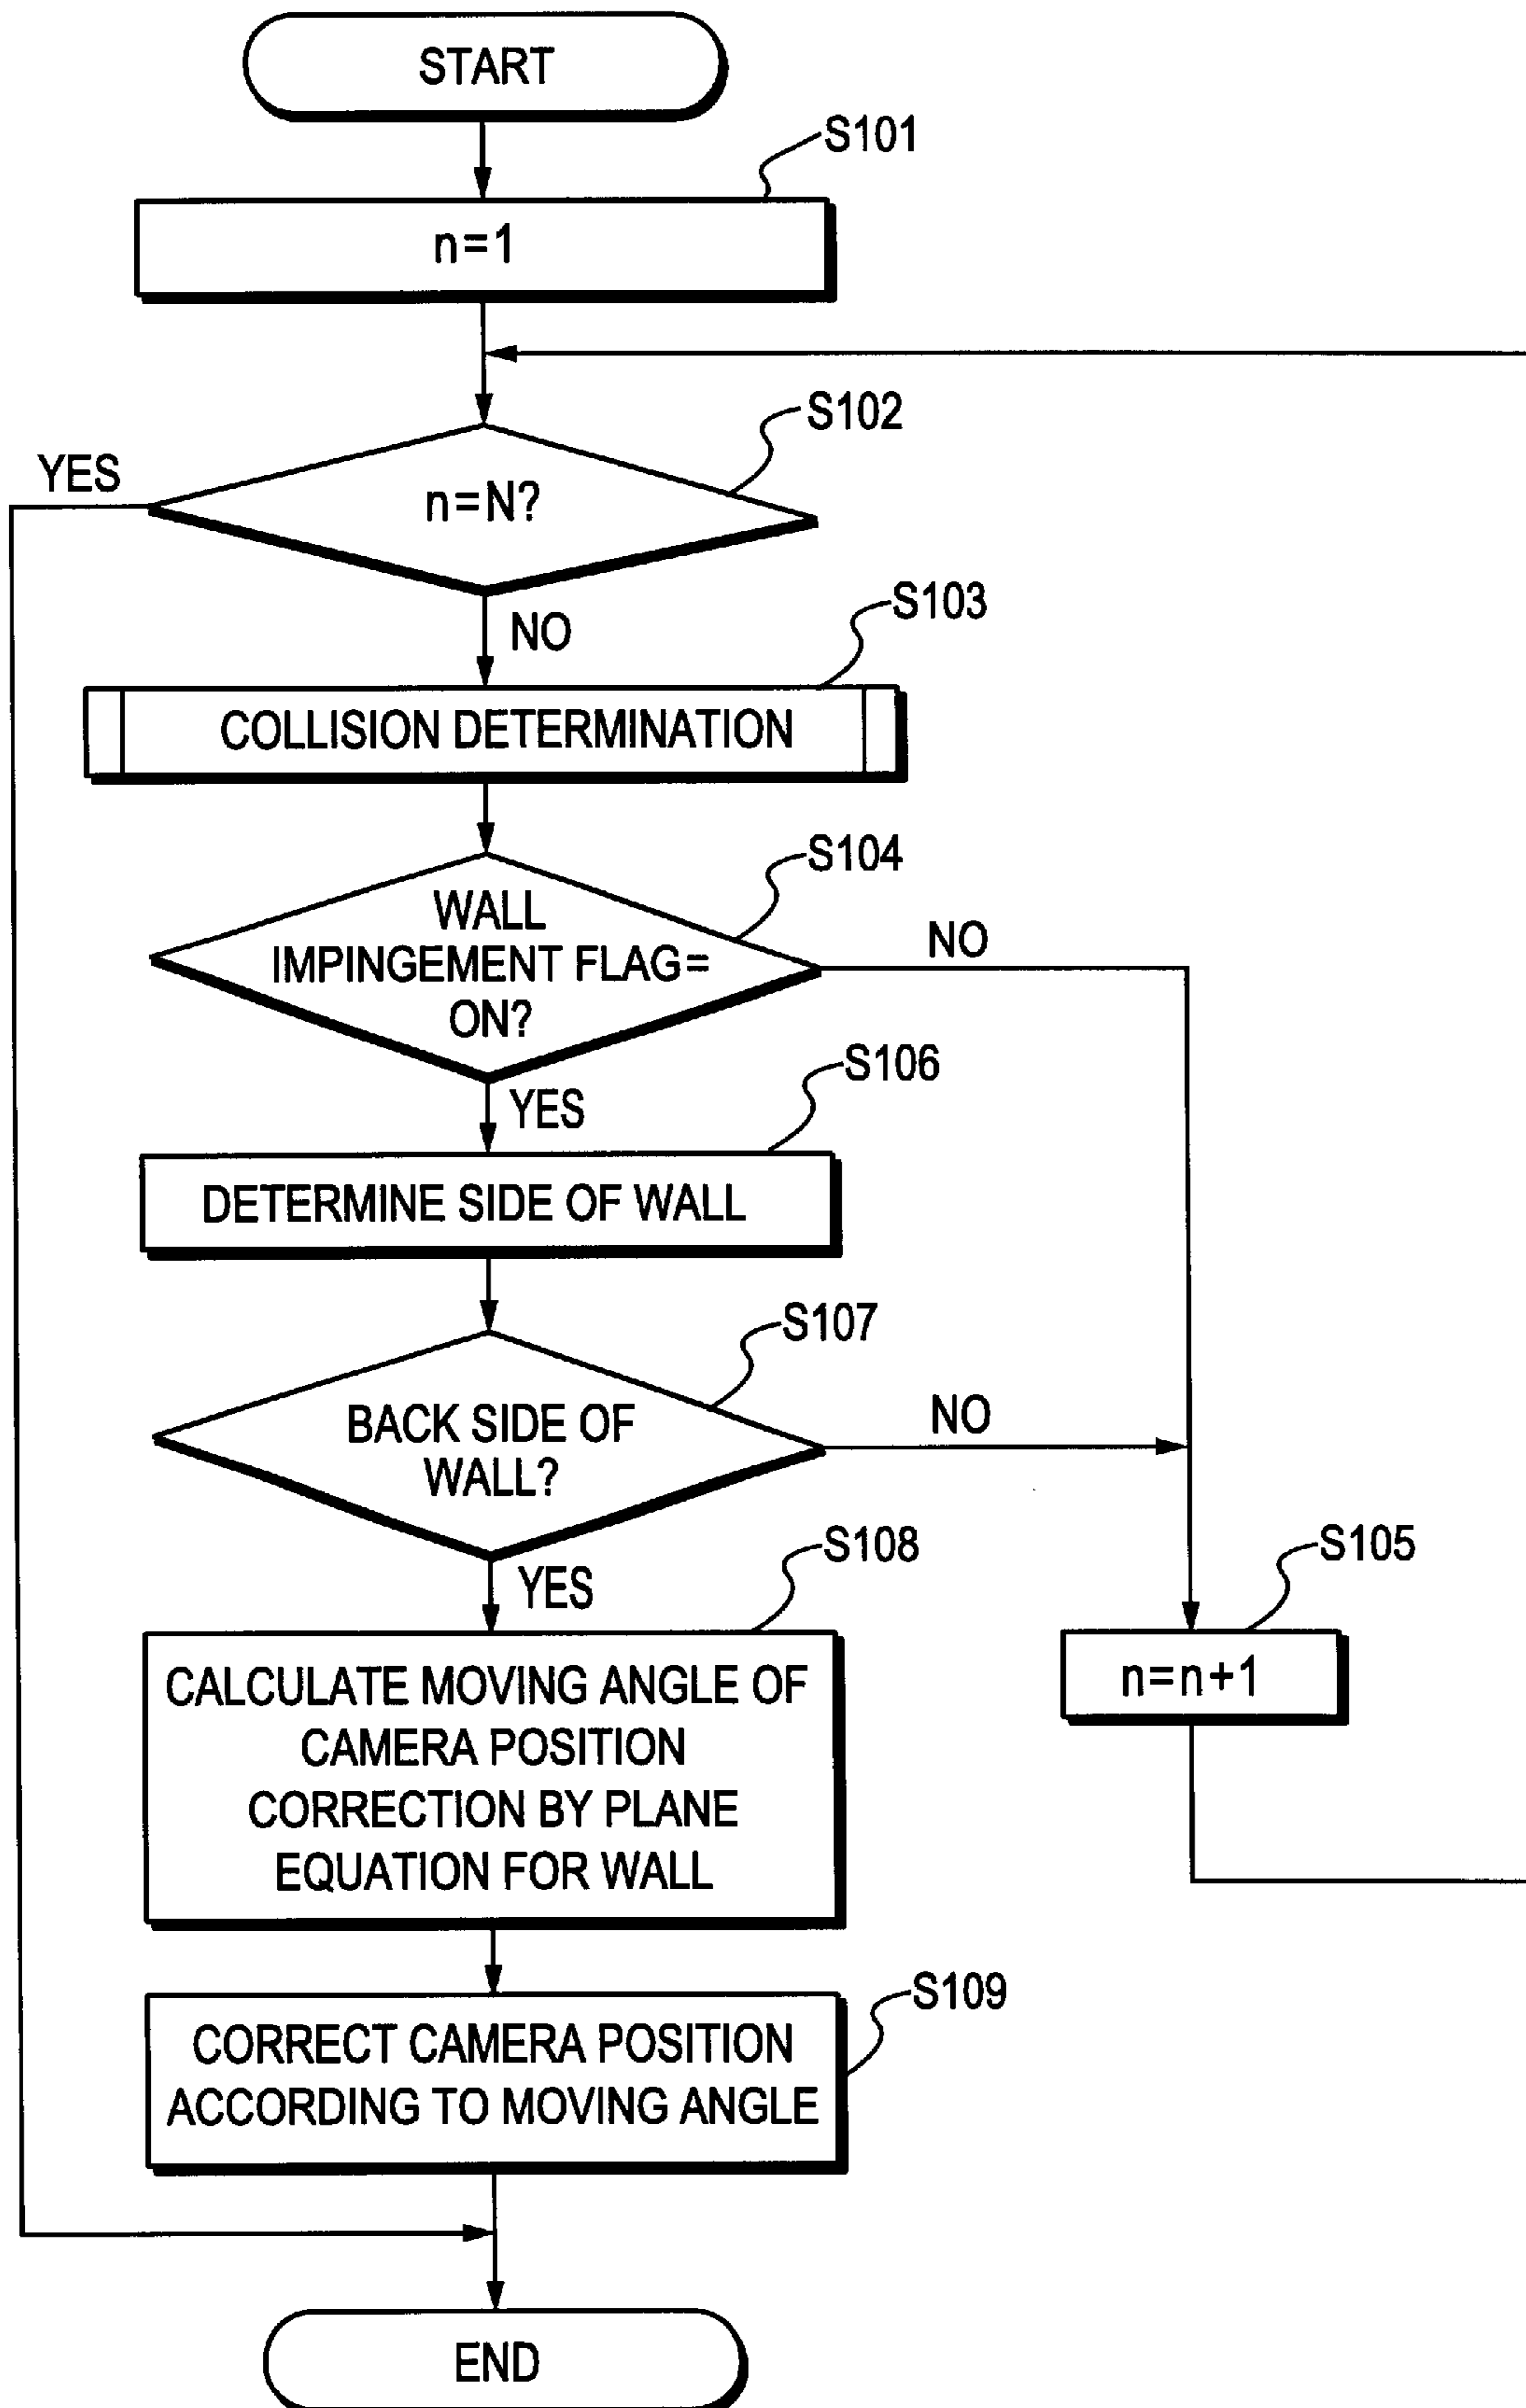 START
S101
n=1
S102
YES
n=N?
NO
S103
COLLISION DETERMINATION
S104
WALL
IMPINGEMENT FLAG=
ON?
NO
YES
S106
DETERMINE SIDE OF WALL
S107
BACK SIDE OF
WALL?
NO
YES
S108
CALCULATE MOVING ANGLE OF
CAMERA POSITION
CORRECTION BY PLANE
EQUATION FOR WALL
S105
n=n+1
S109
CORRECT CAMERA POSITION
ACCORDING TO MOVING ANGLE
END